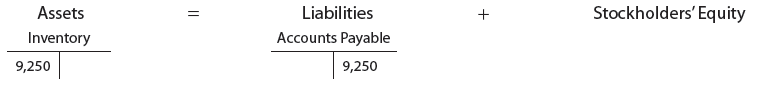 Assets = Liabilities + Stockholders' Equity
Inventory Accounts Payable
9,250 9,250